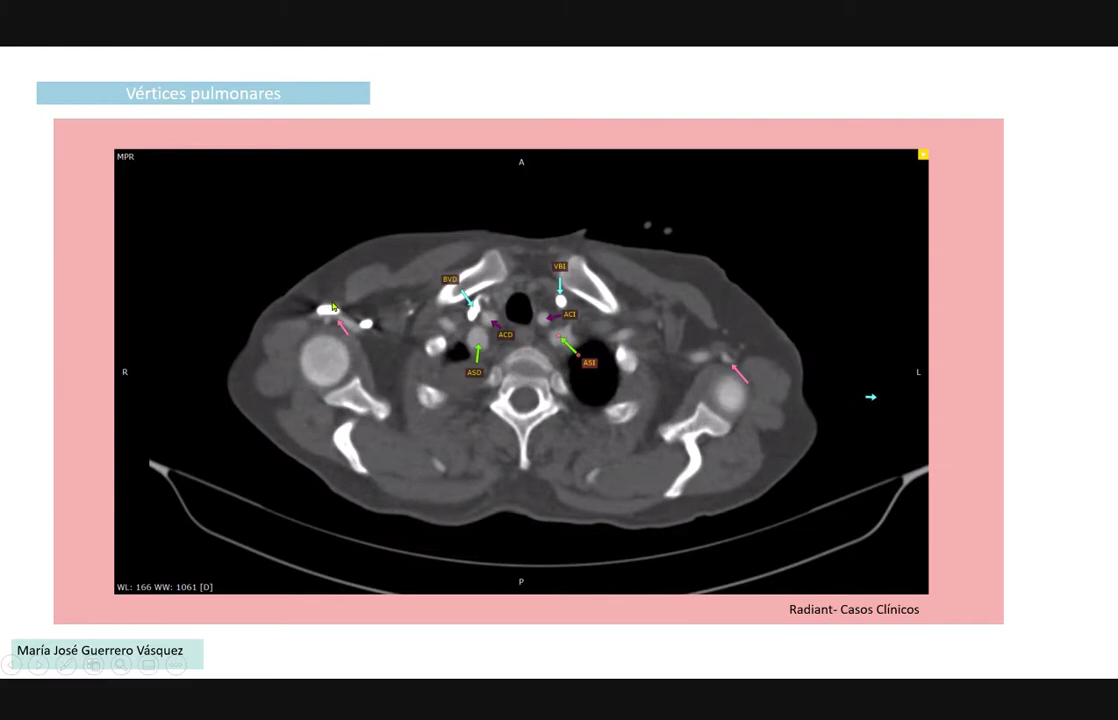 Vértices pulmonares
MPR
A
BVD
VBI
ACI
ACD
ASI
ASD
R
L
WL: 166 WW: 1061 [D]
P
Radiant- Casos Clínicos
María José Guerrero Vásquez